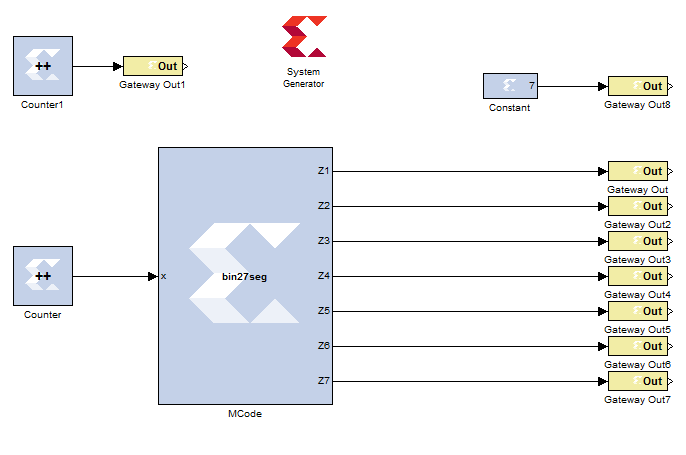 ++
Counter1
Out
Gateway Out1
System
Generator
7
Constant
Out
Gateway Out8
++
Counter
x
bin27seg
Z1
Z2
Z3
Z4
Z5
Z6
Z7
MCode
Out
Gateway Out
Out
Gateway Out2
Out
Gateway Out3
Out
Gateway Out4
Out
Gateway Out5
Out
Gateway Out6
Out
Gateway Out7